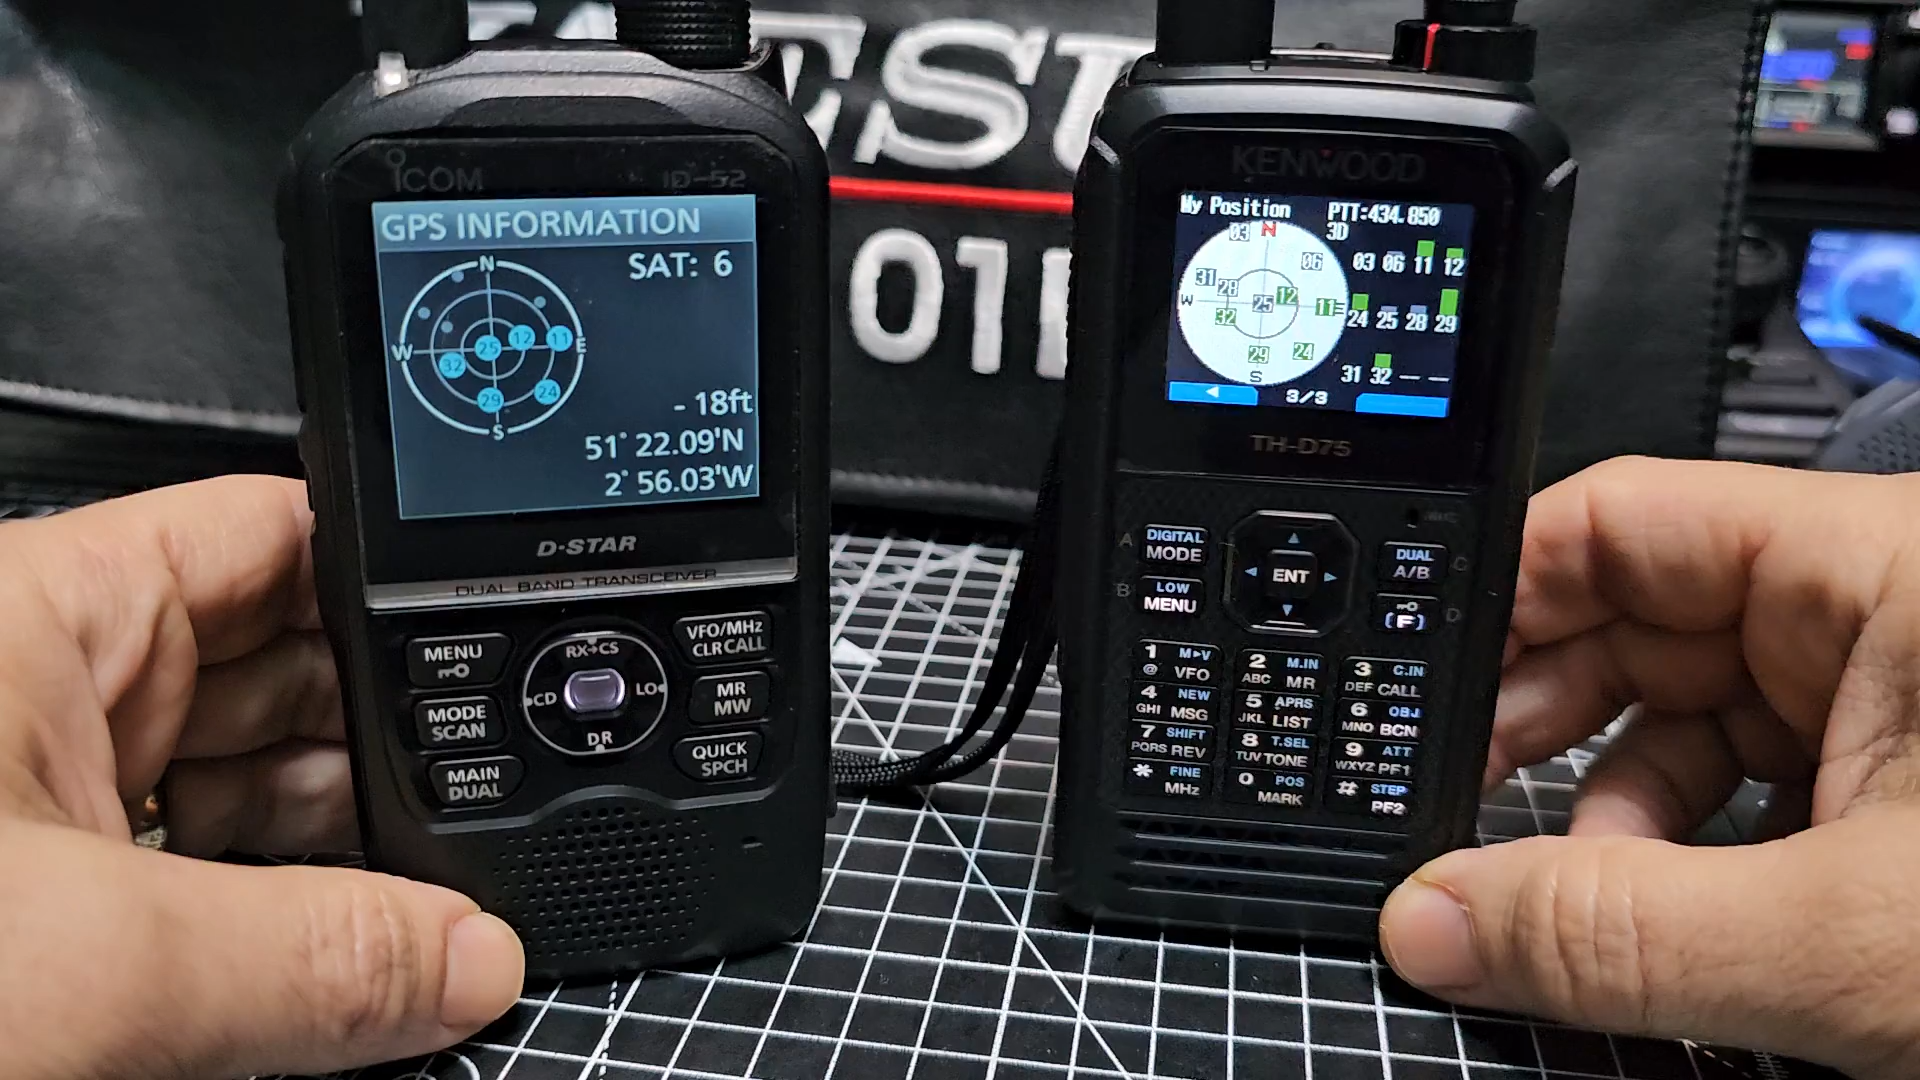 ESU
01
ICOM
ID-52
GPS INFORMATION
SAT: 6
N
W
E
S
25
12
11
32
29
24
- 18ft
51° 22.09'N
2° 56.03'W
D-STAR
DUAL BAND TRANSCEIVER
MENU
MODE
SCAN
MAIN
DUAL
RX→CS
CD
LO
DR
VFO/MHz
CLR CALL
MR
MW
QUICK
SPCH
KENWOOD
My Position
PTT:434.850
3D
03
N
06
31
28
W
25
12
11
32
29
24
S
03 06 11 12
24 25 28 29
31 32 -- --
3/3
TH-D75
A
DIGITAL
MODE
B
LOW
MENU
ENT
DUAL
A/B
C
(F)
D
1 M►V
@ VFO
2 M.IN
ABC MR
3 C.IN
DEF CALL
4 NEW
GHI MSG
5 APRS
JKL LIST
6 OBJ
MNO BCN
7 SHIFT
PQRS REV
8 T.SEL
TUV TONE
9 ATT
WXYZ PF1
* FINE
MHz
0 POS
MARK
# STEP
PF2